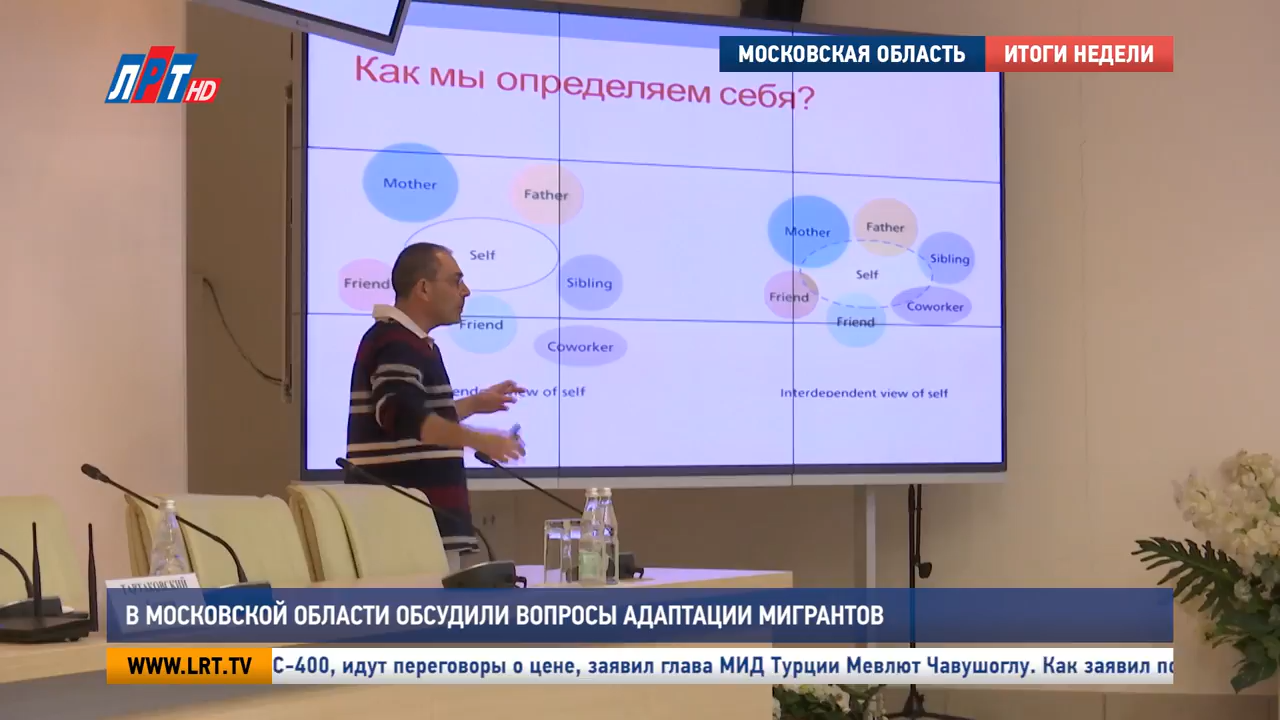 ЛРТ HD
МОСКОВСКАЯ ОБЛАСТЬ
ИТОГИ НЕДЕЛИ
Как мы определяем себя?
Mother
Father
Self
Friend
Sibling
Friend
Coworker
view of self
Mother
Father
Sibling
Self
Friend
Coworker
Friend
Interdependent view of self
ТАРТАКОВСКИЙ
В МОСКОВСКОЙ ОБЛАСТИ ОБСУДИЛИ ВОПРОСЫ АДАПТАЦИИ МИГРАНТОВ
WWW.LRT.TV
С-400, идут переговоры о цене, заявил глава МИД Турции Мевлют Чавушоглу. Как заявил